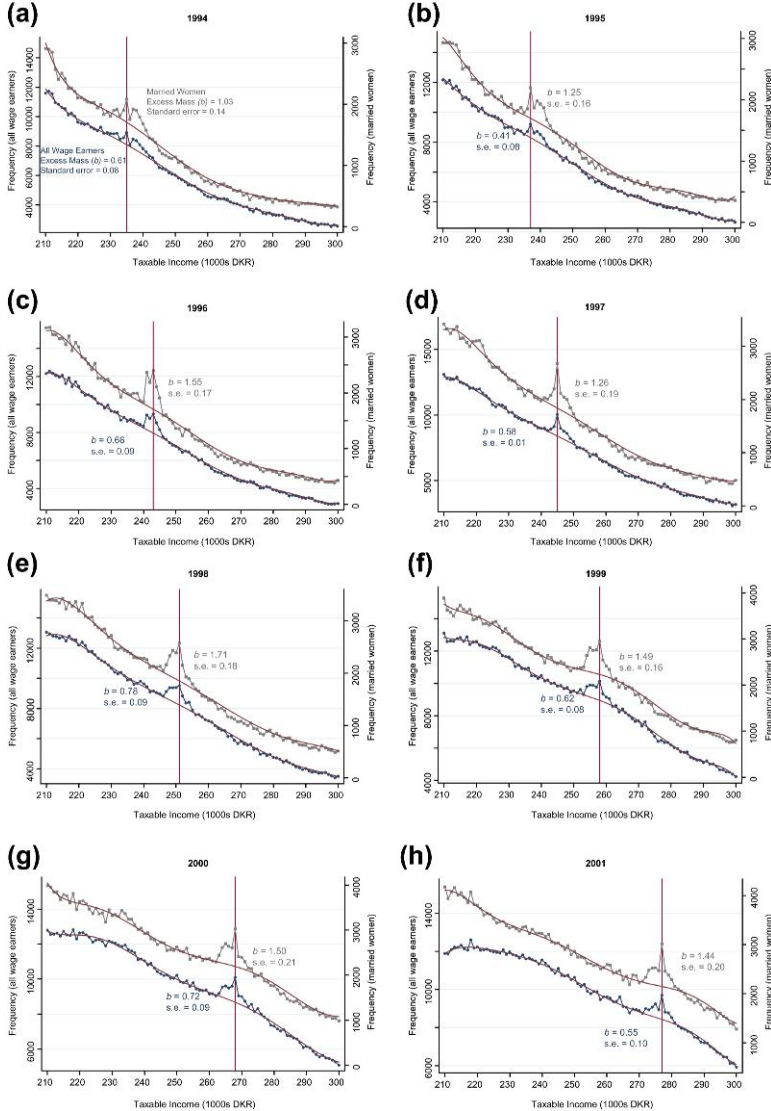 (a)
1994
Frequency (all wage earners)
4000 6000 8000 10000 12000 14000
Married Women
Excess Mass (b) = 1.03
Standard error = 0.14
All Wage Earners
Excess Mass (b) = 0.61
Standard error = 0.08
0 1000 2000 3000
Frequency (married women)
210 220 230 240 250 260 270 280 290 300
Taxable Income (1000s DKR)
(b)
1995
Frequency (all wage earners)
4000 8000 12000
b = 1.25
s.e. = 0.16
b = 0.41
s.e. = 0.08
0 1000 2000 3000
Frequency (married women)
210 220 230 240 250 260 270 280 290 300
Taxable Income (1000s DKR)
(c)
1996
Frequency (all wage earners)
4000 8000 12000
b = 1.55
s.e. = 0.17
b = 0.66
s.e. = 0.09
0 1000 2000 3000
Frequency (married women)
210 220 230 240 250 260 270 280 290 300
Taxable Income (1000s DKR)
(d)
1997
Frequency (all wage earners)
5000 10000 15000
b = 1.26
s.e. = 0.19
b = 0.58
s.e. = 0.01
0 1000 2000 3000
Frequency (married women)
210 220 230 240 250 260 270 280 290 300
Taxable Income (1000s DKR)
(e)
1998
Frequency (all wage earners)
4000 8000 12000
b = 1.71
s.e. = 0.18
b = 0.78
s.e. = 0.09
0 1000 2000 3000
Frequency (married women)
210 220 230 240 250 260 270 280 290 300
Taxable Income (1000s DKR)
(f)
1999
Frequency (all wage earners)
4000 8000 12000
b = 1.49
s.e. = 0.16
b = 0.62
s.e. = 0.08
0 1000 2000 3000 4000
Frequency (married women)
210 220 230 240 250 260 270 280 290 300
Taxable Income (1000s DKR)
(g)
2000
Frequency (all wage earners)
6000 10000 14000
b = 1.50
s.e. = 0.21
b = 0.72
s.e. = 0.09
0 1000 2000 3000 4000
Frequency (married women)
210 220 230 240 250 260 270 280 290 300
Taxable Income (1000s DKR)
(h)
2001
Frequency (all wage earners)
6000 10000 14000
b = 1.44
s.e. = 0.20
b = 0.55
s.e. = 0.10
1000 2000 3000 4000
Frequency (married women)
210 220 230 240 250 260 270 280 290 300
Taxable Income (1000s DKR)